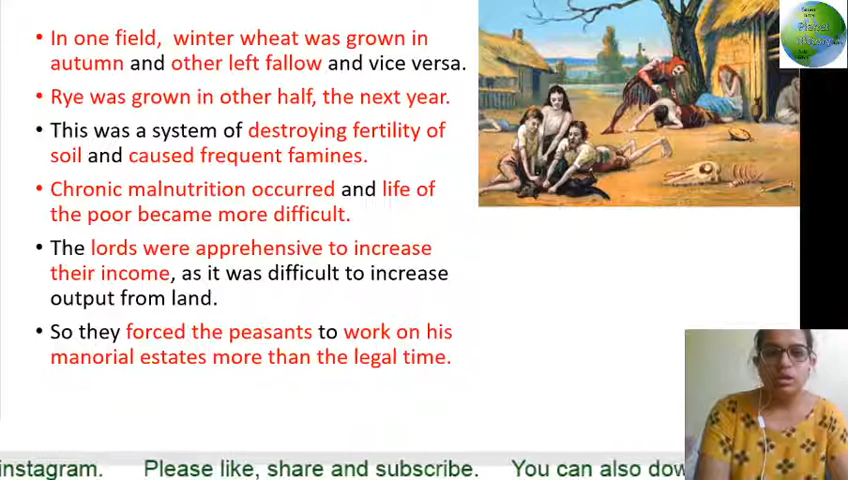 In one field, winter wheat was grown in
autumn and other left fallow and vice versa.
Rye was grown in other half, the next year.
This was a system of destroying fertility of
soil and caused frequent famines.
Chronic malnutrition occurred and life of
the poor became more difficult.
The lords were apprehensive to increase
their income, as it was difficult to increase
output from land.
So they forced the peasants to work on his
manorial estates more than the legal time.
instagram. Please like, share and subscribe. You can also dow